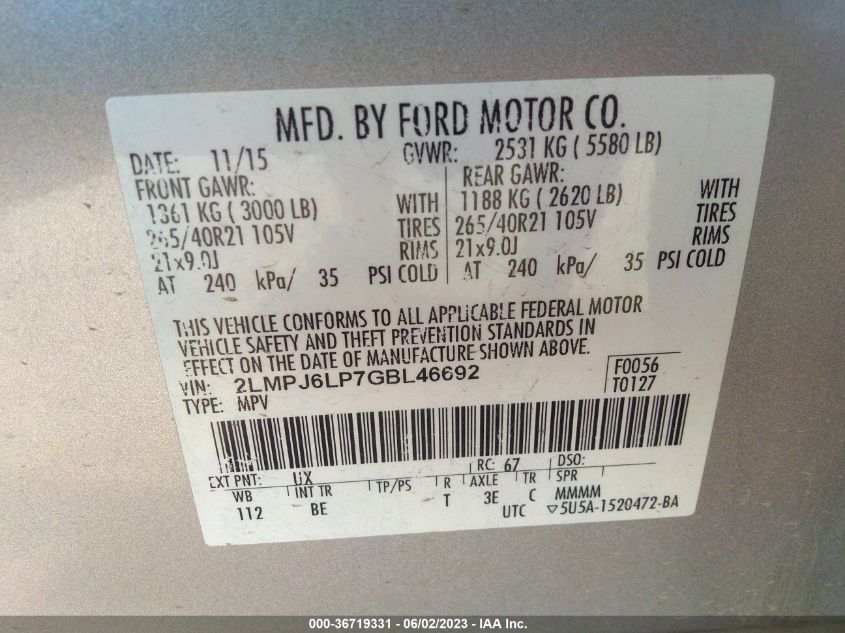 MFD. BY FORD MOTOR CO.
DATE: 11/15 GVWR: 2531 KG ( 5580 LB)
FRONT GAWR: REAR GAWR:
1361 KG ( 3000 LB) WITH 1188 KG ( 2620 LB) WITH
265/40R21 105V TIRES 265/40R21 105V TIRES
21x9.0J RIMS 21x9.0J RIMS
AT 240 kPa/ 35 PSI COLD AT 240 kPa/ 35 PSI COLD
THIS VEHICLE CONFORMS TO ALL APPLICABLE FEDERAL MOTOR
VEHICLE SAFETY AND THEFT PREVENTION STANDARDS IN
EFFECT ON THE DATE OF MANUFACTURE SHOWN ABOVE.
VIN: 2LMPJ6LP7GBL46692 F0056
TYPE: MPV T0127
EXT PNT: UX RC: 67 DSO:
WB INT TR TP/PS R AXLE TR SPR
112 BE T 3E C MMMM
UTC ▽5U5A-1520472-BA
000-36719331 - 06/02/2023 - IAA Inc.